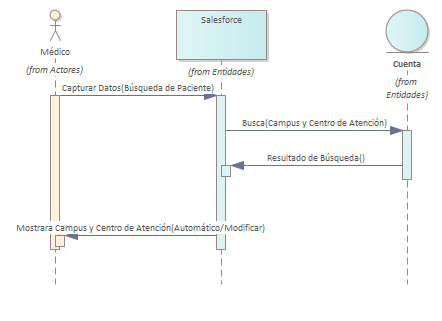 Salesforce
Médico
Cuenta
(from Actores)
(from Entidades)
(from
Entidades)
Capturar Datos(Búsqueda de Paciente)
Busca(Campus y Centro de Atención)
Resultado de Búsqueda()
Mostrara Campus y Centro de Atención(Automático/Modificar)